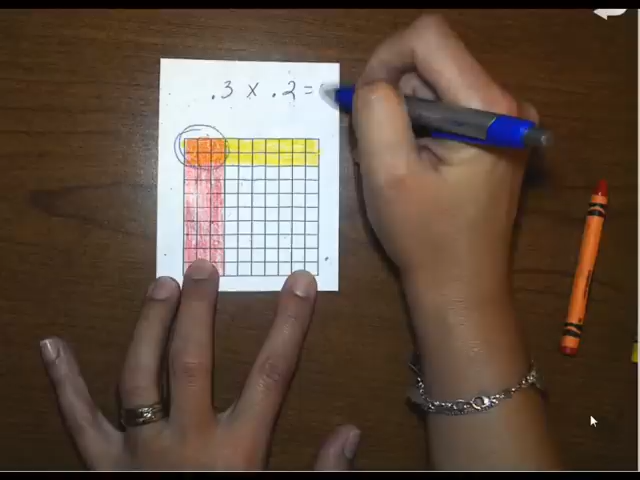 .3 x .2 =